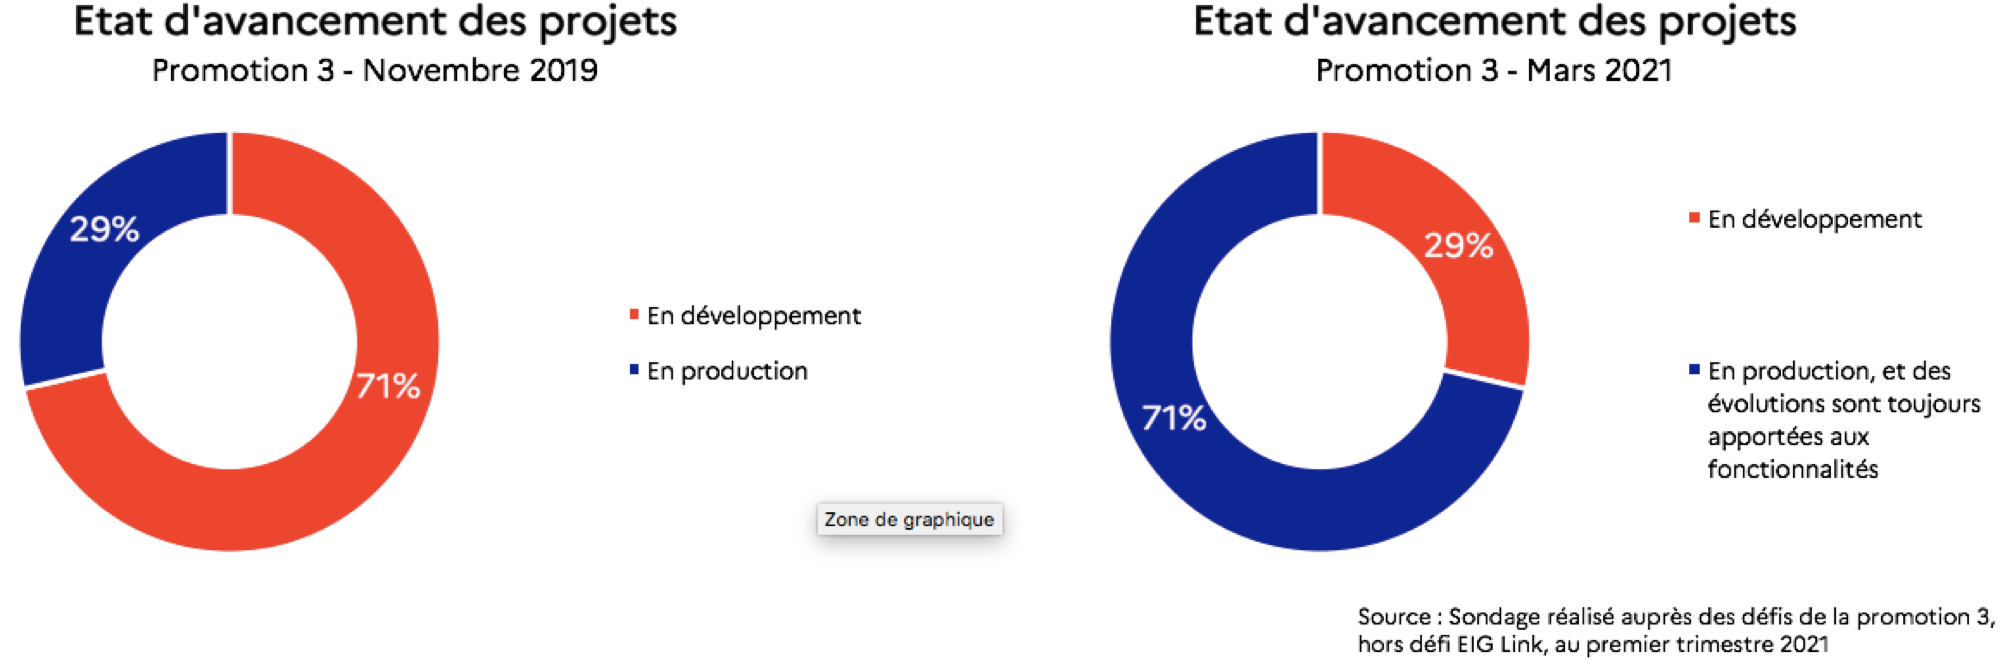 Etat d'avancement des projets
Promotion 3 - Novembre 2019
29%
71%
En développement
En production
Zone de graphique
Etat d'avancement des projets
Promotion 3 - Mars 2021
29%
71%
En développement
En production, et des
évolutions sont toujours
apportées aux
fonctionnalités
Source : Sondage réalisé auprès des défis de la promotion 3,
hors défi EIG Link, au premier trimestre 2021